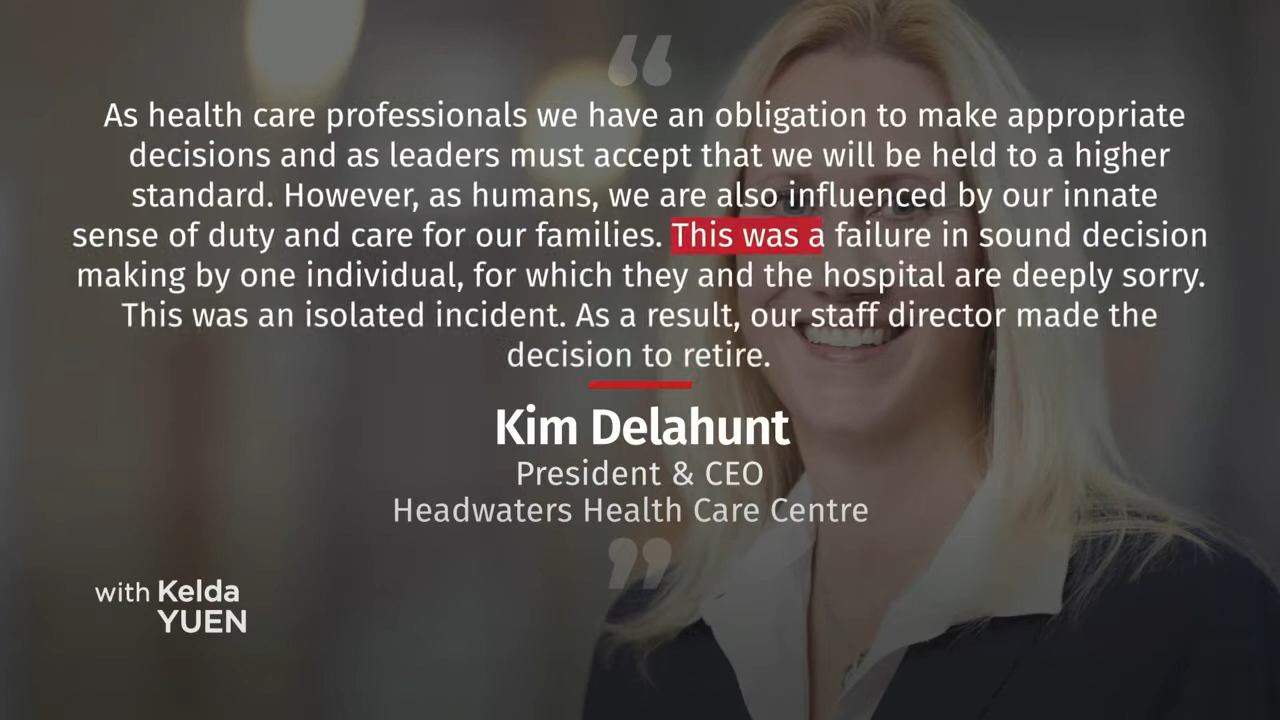 “
As health care professionals we have an obligation to make appropriate
decisions and as leaders must accept that we will be held to a higher
standard. However, as humans, we are also influenced by our innate
sense of duty and care for our families. This was a failure in sound decision
making by one individual, for which they and the hospital are deeply sorry.
This was an isolated incident. As a result, our staff director made the
decision to retire.
Kim Delahunt
President & CEO
Headwaters Health Care Centre
”
with Kelda
YUEN